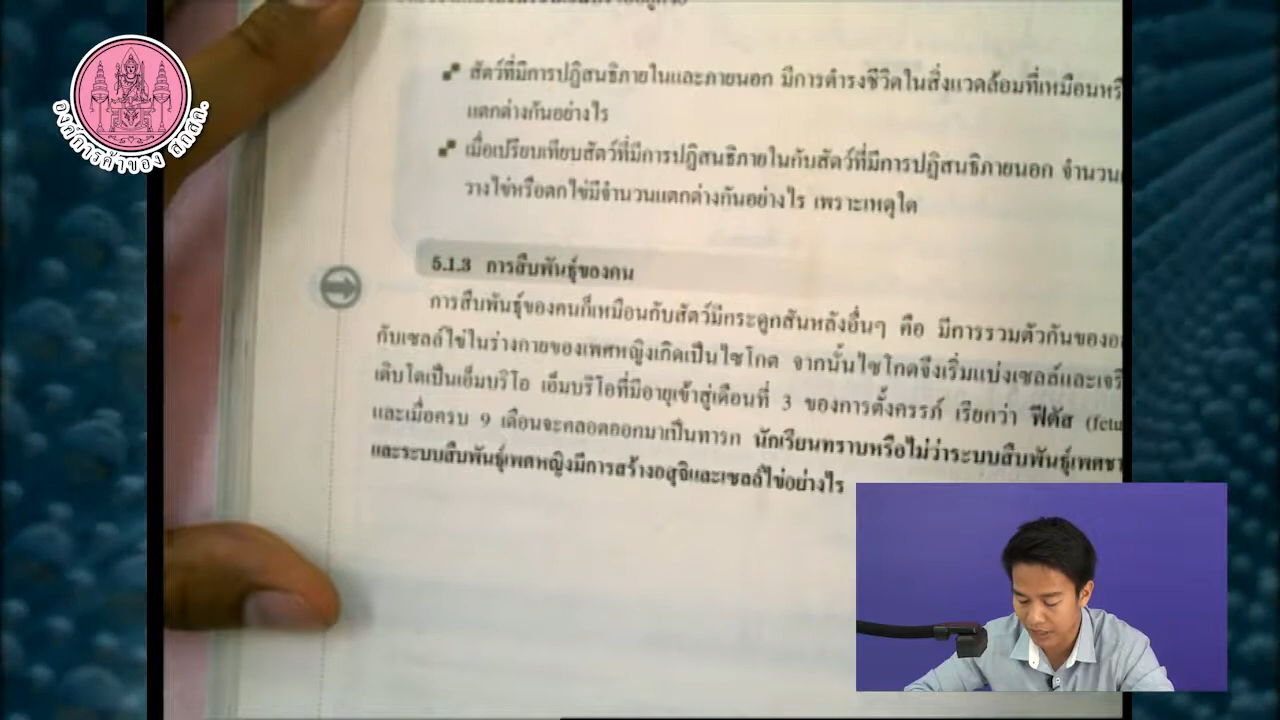 องค์การค้าของ สกสค.
สัตว์ที่มีการปฏิสนธิภายในและภายนอก มีการดำรงชีวิตในสิ่งแวดล้อมที่เหมือนหรื
แตกต่างกันอย่างไร
เมื่อเปรียบเทียบสัตว์ที่มีการปฏิสนธิภายในกับสัตว์ที่มีการปฏิสนธิภายนอก จำนวน
วางไข่หรือตกไข่มีจำนวนแตกต่างกันอย่างไร เพราะเหตุใด
5.1.3 การสืบพันธุ์ของคน
การสืบพันธุ์ของคนก็เหมือนกับสัตว์มีกระดูกสันหลังอื่นๆ คือ มีการรวมตัวกันของอ
กับเซลล์ไข่ในร่างกายของเพศหญิงเกิดเป็นไซโกต จากนั้นไซโกตจึงเริ่มแบ่งเซลล์และเจริ
เติบโตเป็นเอ็มบริโอ เอ็มบริโอที่มีอายุเข้าสู่เดือนที่ 3 ของการตั้งครรภ์ เรียกว่า ฟีตัส (fetu
และเมื่อครบ 9 เดือนจะคลอดออกมาเป็นทารก นักเรียนทราบหรือไม่ว่าระบบสืบพันธุ์เพศชา
และระบบสืบพันธุ์เพศหญิงมีการสร้างอสุจิและเซลล์ไข่อย่างไร